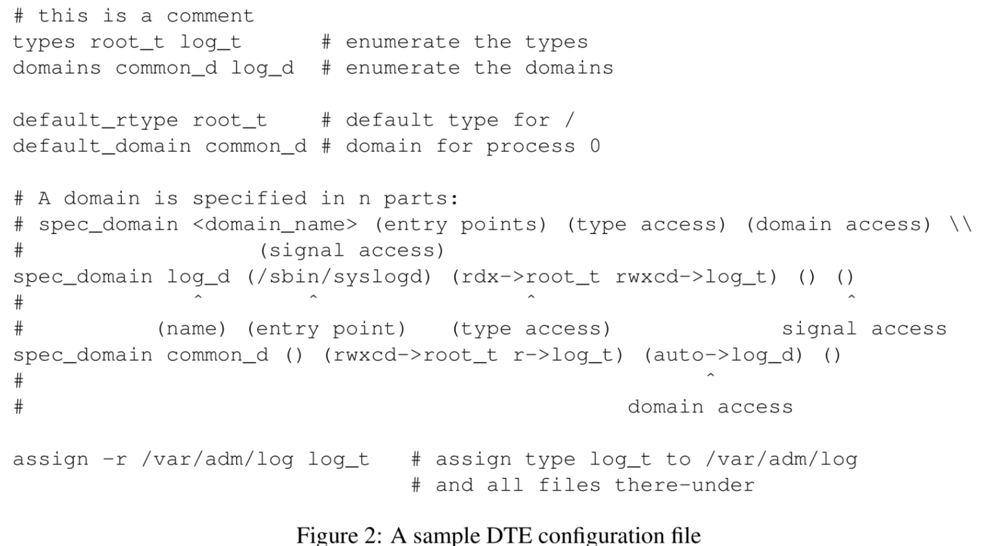 # this is a comment
types root_t log_t # enumerate the types
domains common_d log_d # enumerate the domains
default_rtype root_t # default type for /
default_domain common_d # domain for process 0
# A domain is specified in n parts:
# spec_domain <domain_name> (entry points) (type access) (domain access) \\
# (signal access)
spec_domain log_d (/sbin/syslogd) (rdx->root_t rwxcd->log_t) () ()
# ^ ^ ^ ^
# (name) (entry point) (type access) signal access
spec_domain common_d () (rwxcd->root_t r->log_t) (auto->log_d) ()
# ^
# domain access
assign -r /var/adm/log log_t # assign type log_t to /var/adm/log
# and all files there-under
Figure 2: A sample DTE configuration file